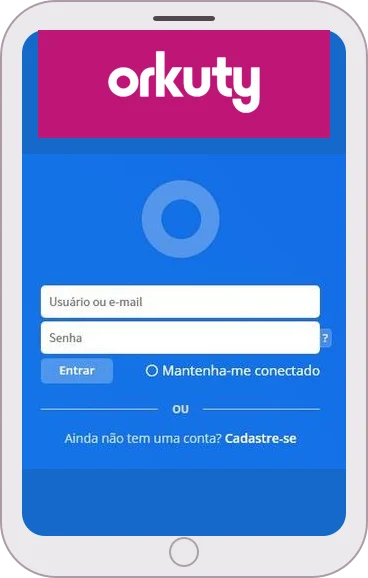 orkuty
Usuário ou e-mail
Senha
?
Entrar
Mantenha-me conectado
OU
Ainda não tem uma conta? Cadastre-se